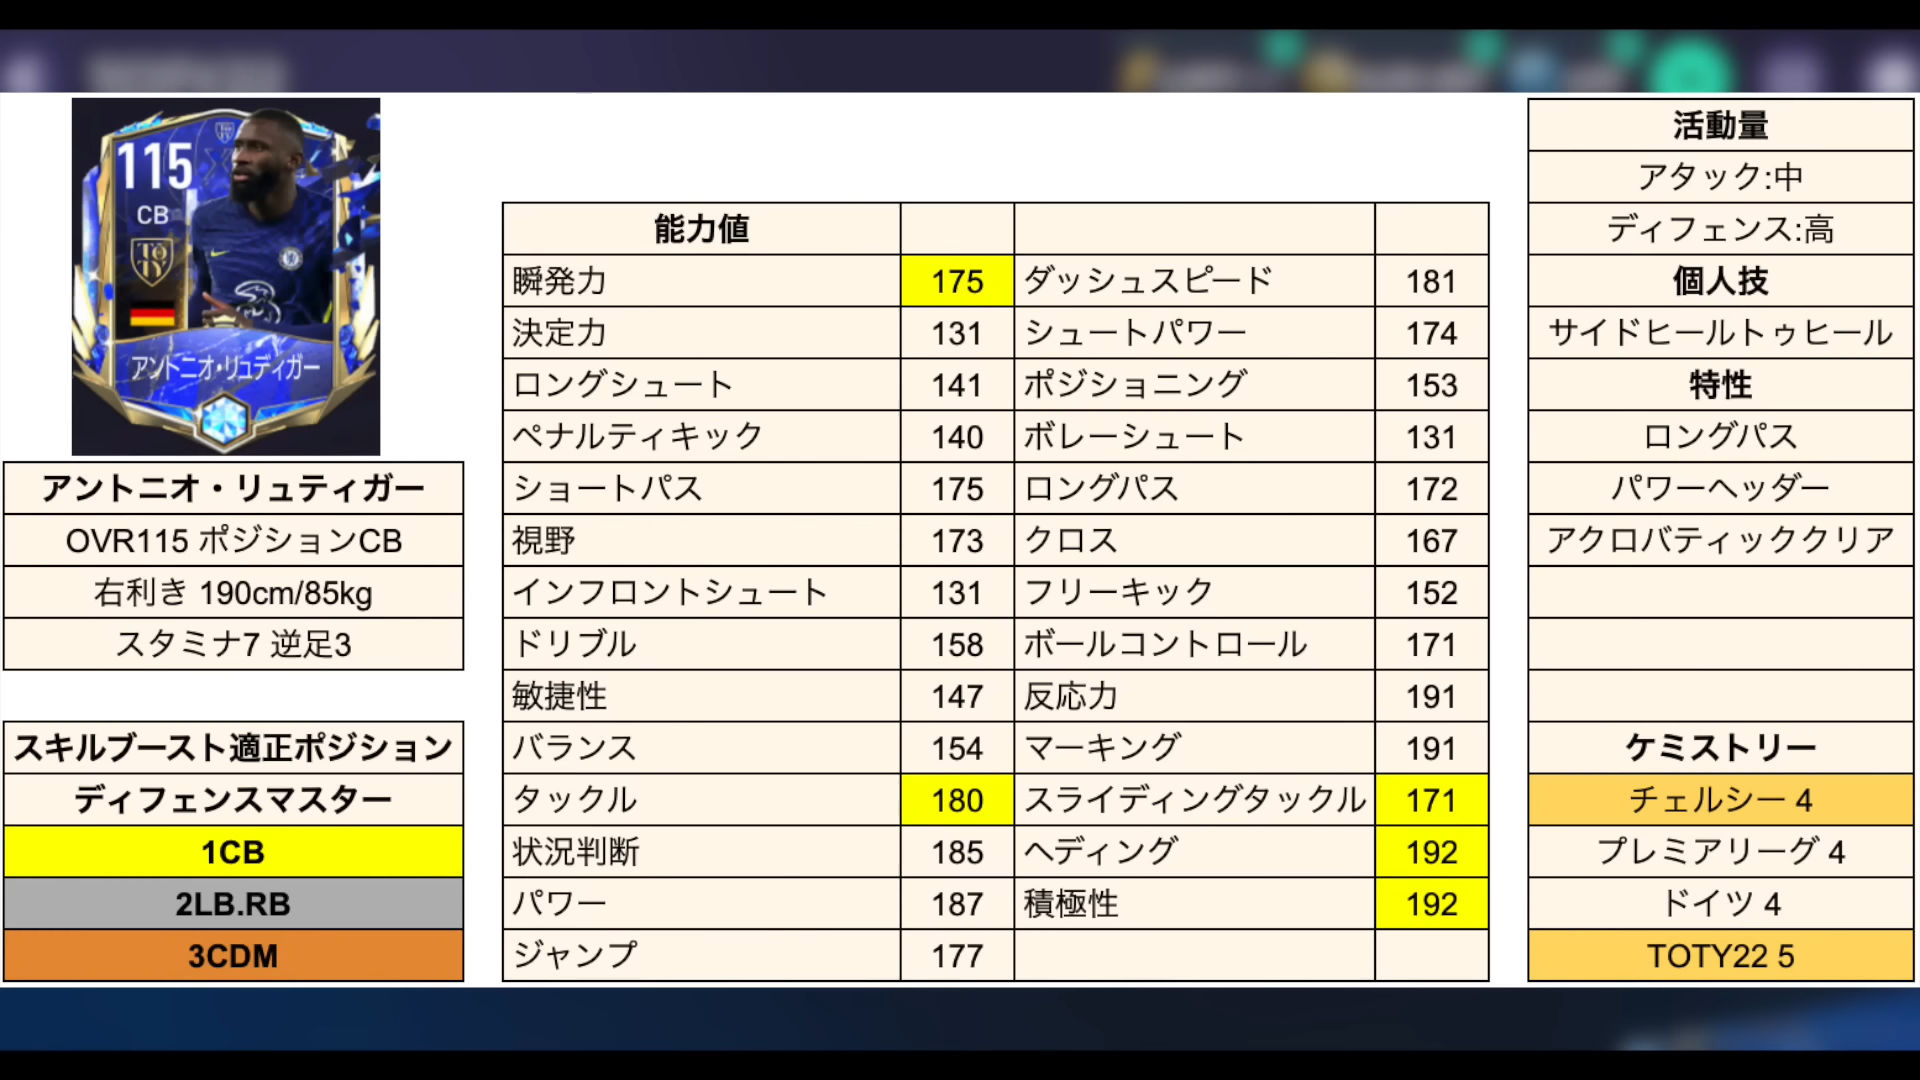 115
CB
TOTY
アントニオ・リュディガー
アントニオ・リュティガー
OVR115 ポジションCB
右利き 190cm/85kg
スタミナ7 逆足3
スキルブースト適正ポジション
ディフェンスマスター
1CB
2LB.RB
3CDM
能力値
瞬発力 175 ダッシュスピード 181
決定力 131 シュートパワー 174
ロングシュート 141 ポジショニング 153
ペナルティキック 140 ボレーシュート 131
ショートパス 175 ロングパス 172
視野 173 クロス 167
インフロントシュート 131 フリーキック 152
ドリブル 158 ボールコントロール 171
敏捷性 147 反応力 191
バランス 154 マーキング 191
タックル 180 スライディングタックル 171
状況判断 185 ヘディング 192
パワー 187 積極性 192
ジャンプ 177
活動量
アタック:中
ディフェンス:高
個人技
サイドヒールトゥヒール
特性
ロングパス
パワーヘッダー
アクロバティッククリア
ケミストリー
チェルシー 4
プレミアリーグ 4
ドイツ 4
TOTY22 5